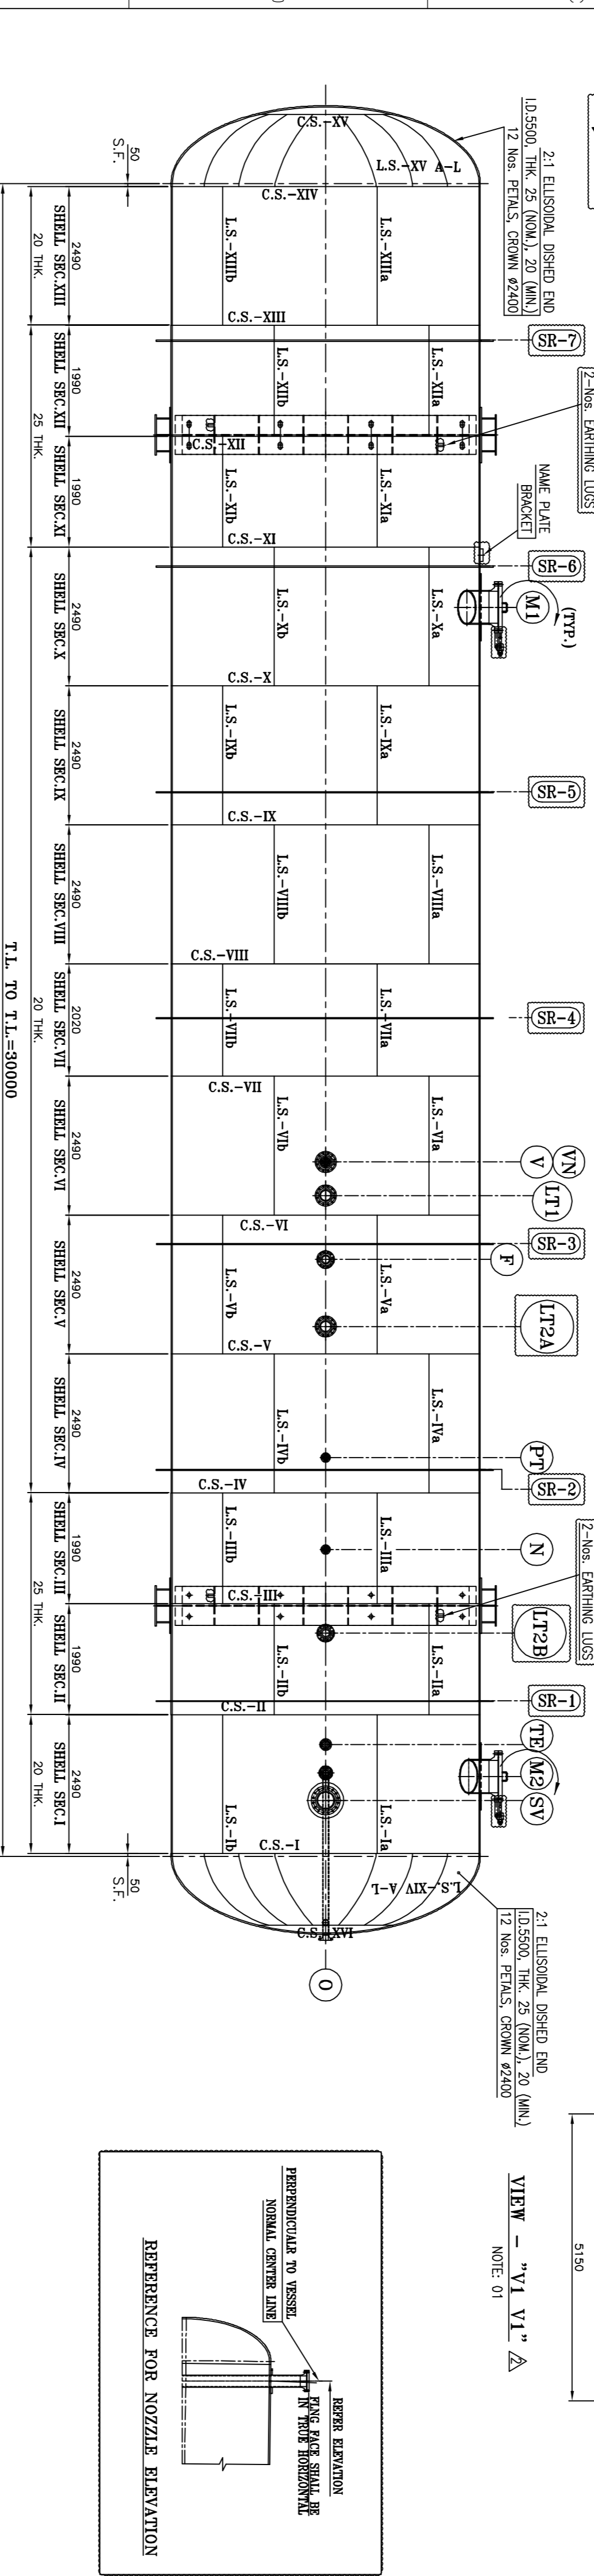 2:1 ELLISOIDAL DISHED END
I.D.5500, THK. 25 (NOM.), 20 (MIN.)
12 Nos. PETALS, CROWN ø2400
C.S.-XV
L.S.-XV A-L
50
S.F.
C.S.-XIV
L.S.-XIIIb
L.S.-XIIIa
2490
SHELL SEC.XIII
20 THK.
C.S.-XIII
SR-7
2-Nos. EARTHING LUGS
L.S.-XIIb
L.S.-XIIa
1990
SHELL SEC.XII
25 THK.
C.S.-XII
L.S.-XIb
L.S.-XIa
1990
SHELL SEC.XI
C.S.-XI
NAME PLATE
BRACKET
SR-6
M1
(TYP.)
L.S.-Xb
L.S.-Xa
2490
SHELL SEC.X
C.S.-X
L.S.-IXb
L.S.-IXa
2490
SHELL SEC.IX
SR-5
C.S.-IX
L.S.-VIIIb
L.S.-VIIIa
2490
SHELL SEC.VIII
C.S.-VIII
L.S.-VIIb
L.S.-VIIa
2020
SHELL SEC.VII
20 THK.
T.L. TO T.L.=30000
SR-4
C.S.-VII
L.S.-VIb
L.S.-VIa
2490
SHELL SEC.VI
V
VN
LT1
C.S.-VI
SR-3
F
L.S.-Vb
L.S.-Va
2490
SHELL SEC.V
LT2A
C.S.-V
L.S.-IVb
L.S.-IVa
2490
SHELL SEC.IV
PT
SR-2
C.S.-IV
L.S.-IIIb
L.S.-IIIa
1990
SHELL SEC.III
25 THK.
N
2-Nos. EARTHING LUGS
C.S.-III
LT2B
L.S.-IIb
L.S.-IIa
1990
SHELL SEC.II
SR-1
C.S.-II
TE
M2
SV
L.S.-Ib
L.S.-Ia
2490
SHELL SEC.I
20 THK.
C.S.-I
50
S.F.
L.S.-XIV A-L
C.S.-XVI
O
2:1 ELLISOIDAL DISHED END
I.D.5500, THK. 25 (NOM.), 20 (MIN.)
12 Nos. PETALS, CROWN ø2400
5150
VIEW - "V1 V1" 2
NOTE: 01
PERPENDICUALR TO VESSEL
NORMAL CENTER LINE
REFER ELEVATION
FLNG FACE SHALL BE
IN TRUE HORIZONTAL
REFERENCE FOR NOZZLE ELEVATION